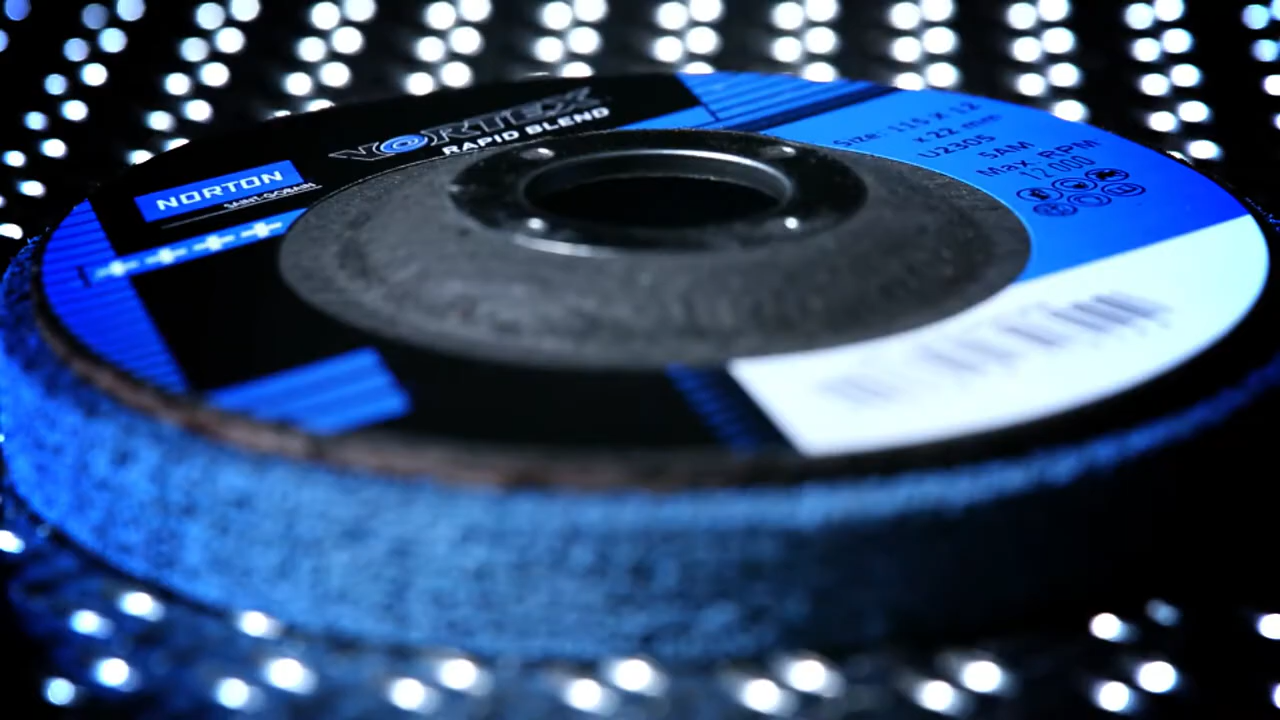 VORTEX
RAPID BLEND
NORTON
SAINT-GOBAIN
Size: 115 X 12
x 22 mm
U2305
5AM
Max. RPM
12000